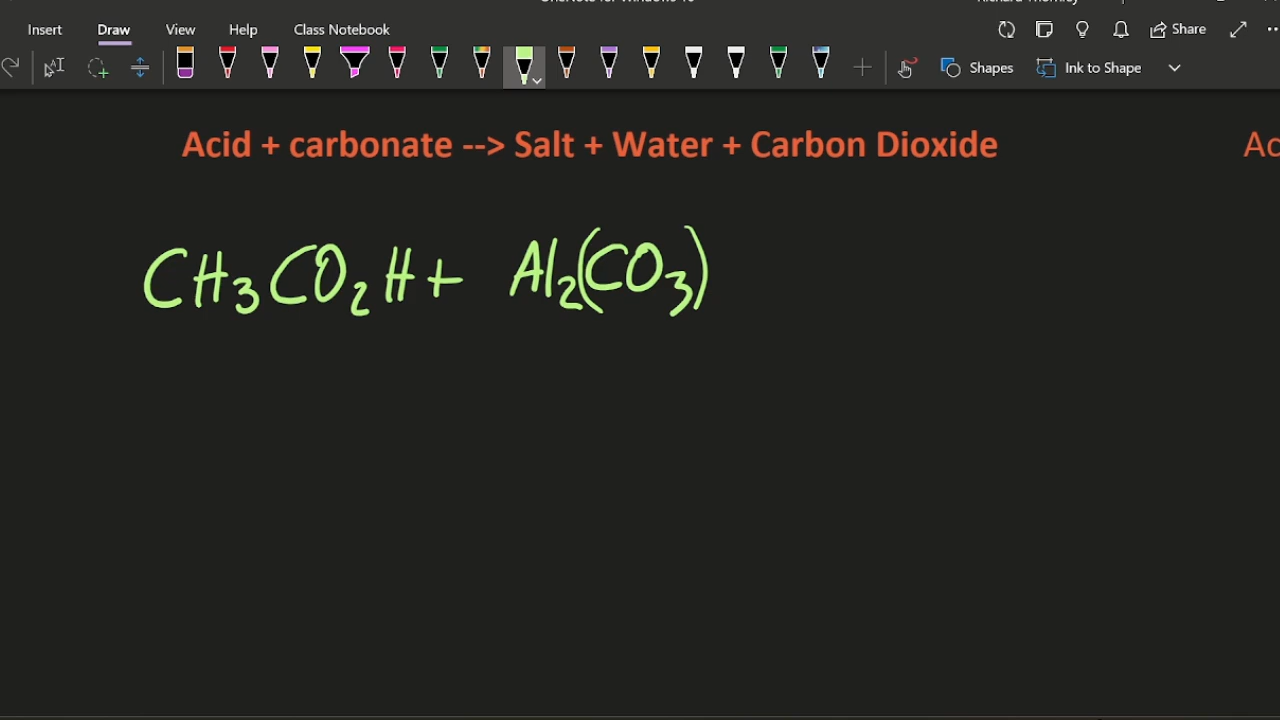 Insert Draw View Help Class Notebook Share
Shapes Ink to Shape
Acid + carbonate --> Salt + Water + Carbon Dioxide Ac
CH₃CO₂H + Al₂(CO₃)